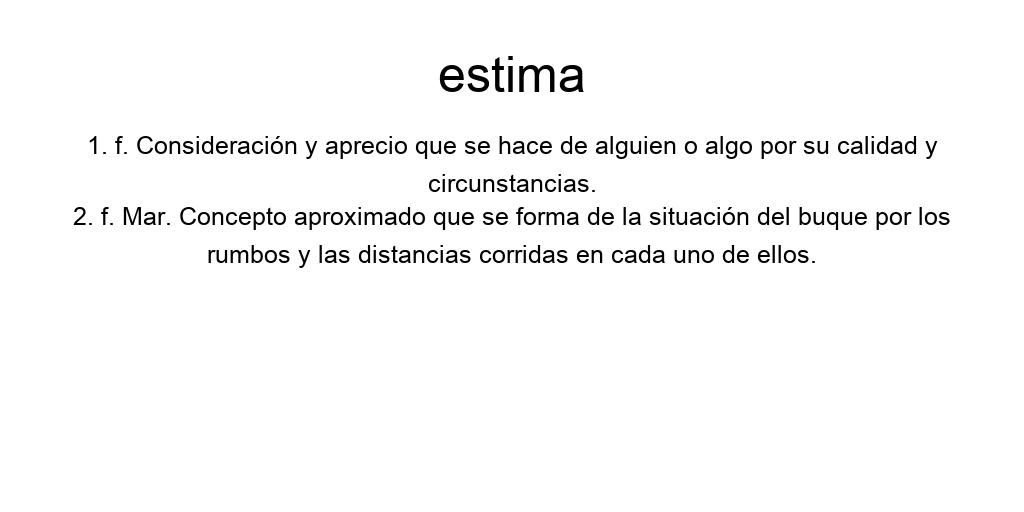 estima
1. f. Consideración y aprecio que se hace de alguien o algo por su calidad y
circunstancias.
2. f. Mar. Concepto aproximado que se forma de la situación del buque por los
rumbos y las distancias corridas en cada uno de ellos.